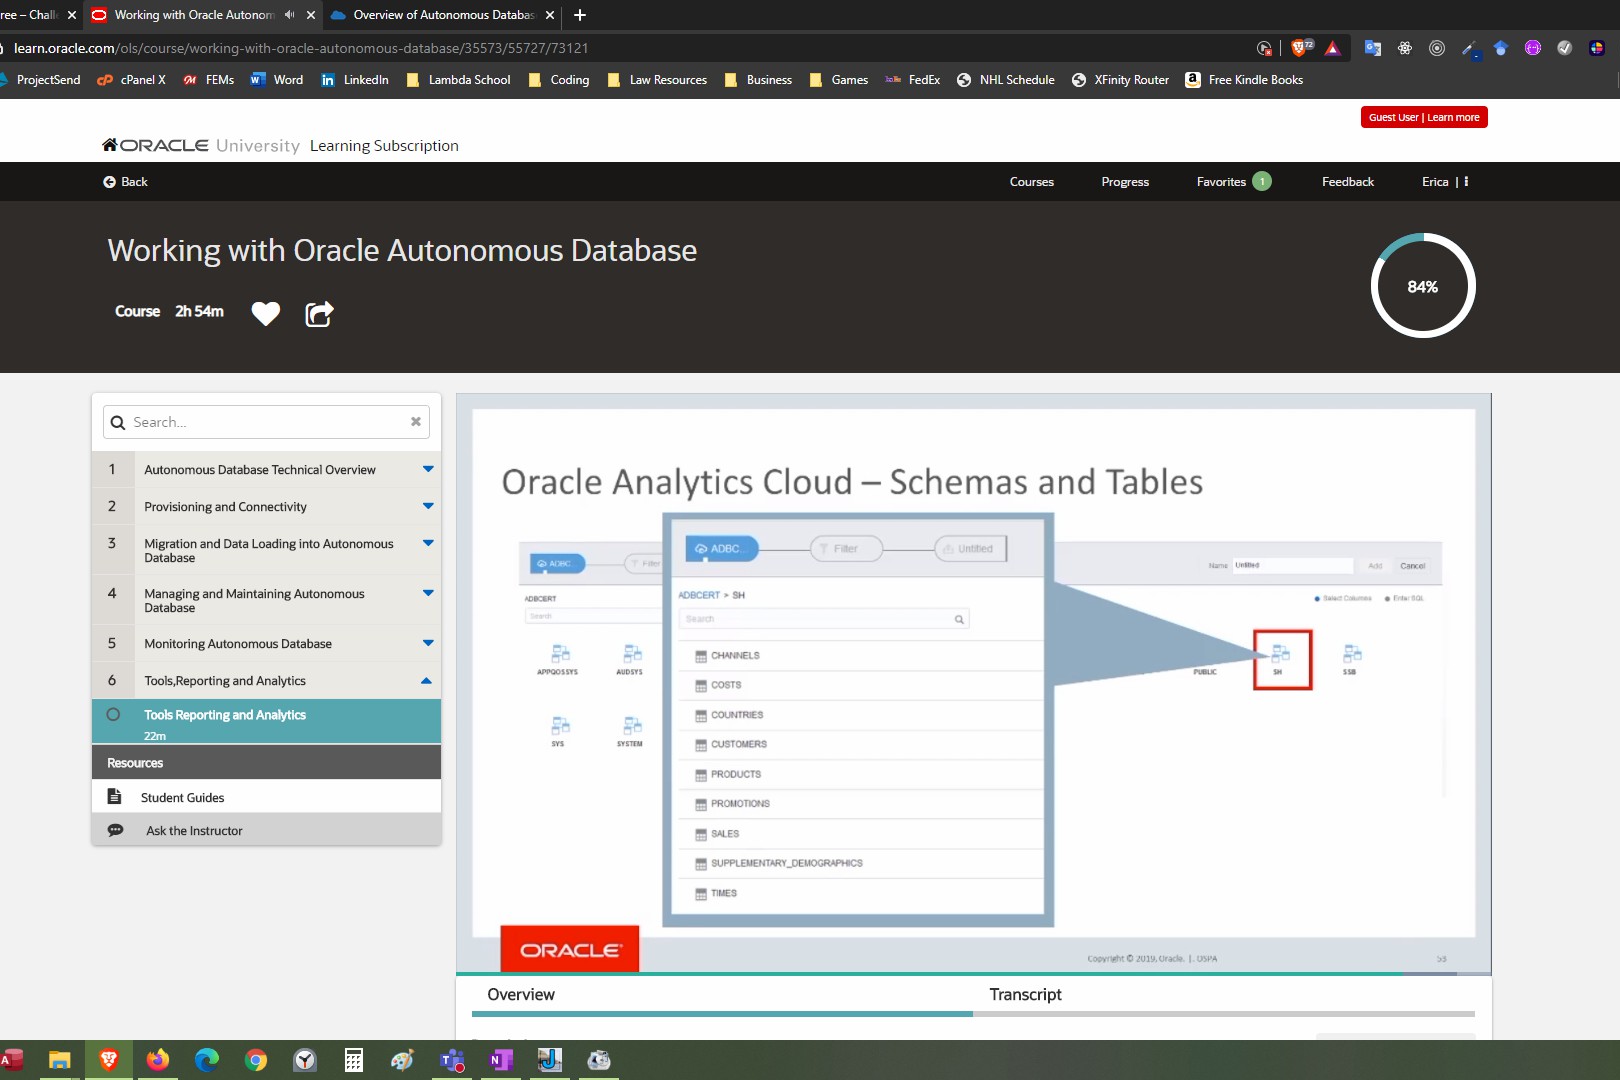 ree – Chall
Working with Oracle Autonom
Overview of Autonomous Databas
learn.oracle.com/ols/course/working-with-oracle-autonomous-database/35573/55727/73121
72
ProjectSend
cPanel X
FEMs
Word
LinkedIn
Lambda School
Coding
Law Resources
Business
Games
FedEx
NHL Schedule
XFinity Router
Free Kindle Books
Guest User | Learn more
ORACLE University Learning Subscription
Back
Courses
Progress
Favorites 1
Feedback
Erica |
Working with Oracle Autonomous Database
Course 2h 54m
84%
Search...
1 Autonomous Database Technical Overview
2 Provisioning and Connectivity
3 Migration and Data Loading into Autonomous
Database
4 Managing and Maintaining Autonomous
Database
5 Monitoring Autonomous Database
6 Tools,Reporting and Analytics
Tools Reporting and Analytics
22m
Resources
Student Guides
Ask the Instructor
Oracle Analytics Cloud – Schemas and Tables
ADBC
Filter
ADBCERT
Search
APPQOSSYS
AUDSYS
SYS
SYSTEM
ADBC...
Filter
Untitled
ADBCERT > SH
Search
CHANNELS
COSTS
COUNTRIES
CUSTOMERS
PRODUCTS
PROMOTIONS
SALES
SUPPLEMENTARY_DEMOGRAPHICS
TIMES
Name Untitled Add Cancel
Select Columns Enter SQL
PUBLIC
SH
SSB
ORACLE
Copyright © 2019, Oracle. | . OSPA
53
Overview
Transcript